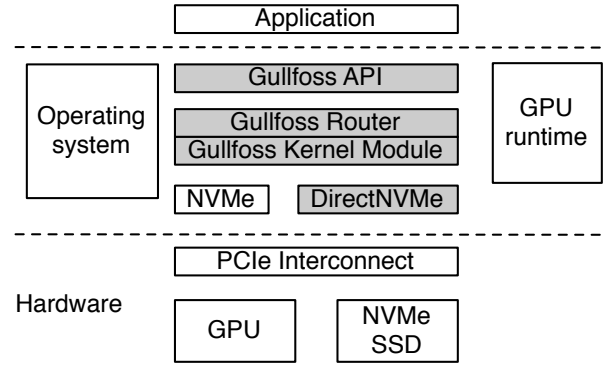 Application
Gullfoss API
Operating
system
Gullfoss Router
Gullfoss Kernel Module
GPU
runtime
NVMe
DirectNVMe
PCIe Interconnect
Hardware
GPU
NVMe
SSD